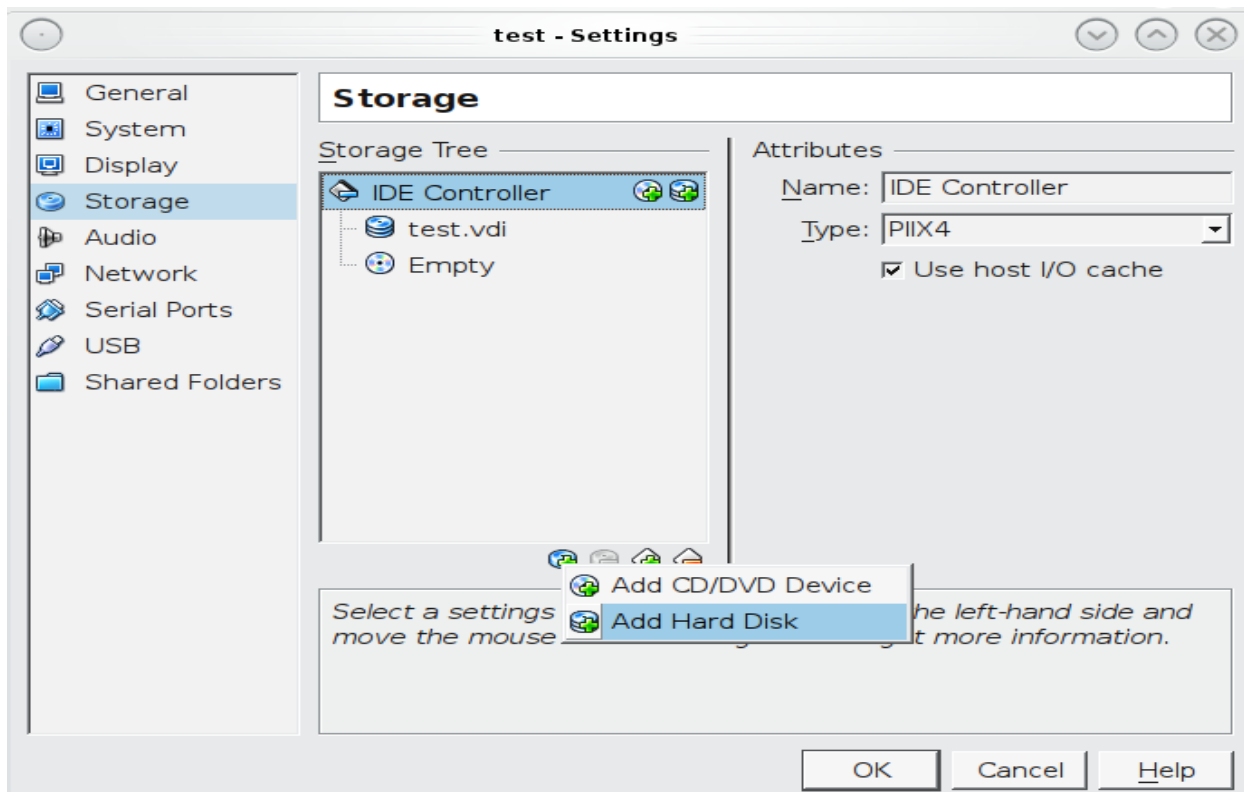 test - Settings
General
System
Display
Storage
Audio
Network
Serial Ports
USB
Shared Folders
Storage
Storage Tree
IDE Controller
test.vdi
Empty
Attributes
Name: IDE Controller
Type: PIIX4
Use host I/O cache
Add CD/DVD Device
Add Hard Disk
Select a settings he left-hand side and
move the mouse t more information.
OK Cancel Help